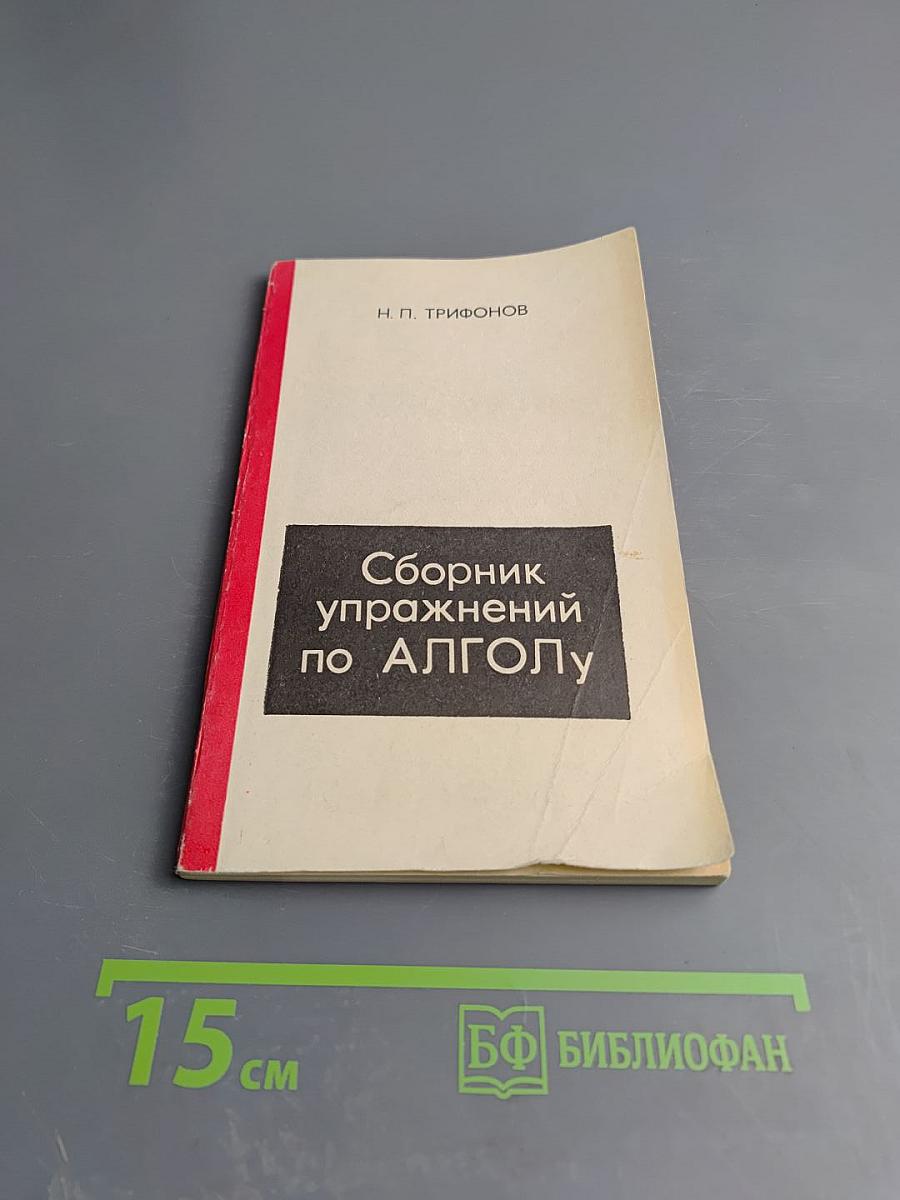 Н. П. ТРИФОНОВ
Сборник
упражнений
по АЛГОЛу
15 см
БФ БИБЛИОФАН